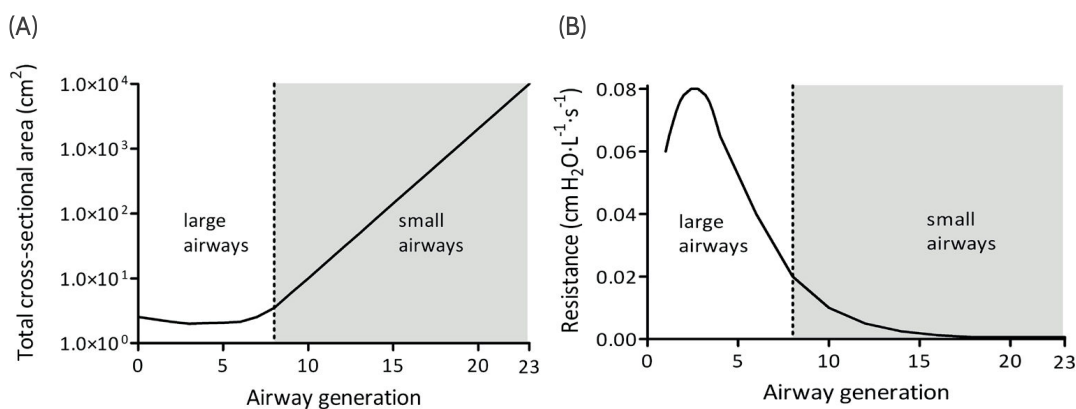 (A)
Total cross-sectional area (cm²)
1.0×10⁴
1.0×10³
1.0×10²
1.0×10¹
1.0×10⁰
large
airways
small
airways
0 5 10 15 20 23
Airway generation
(B)
Resistance (cm H₂O·L⁻¹·s⁻¹)
0.08
0.06
0.04
0.02
0.00
large
airways
small
airways
0 5 10 15 20 23
Airway generation